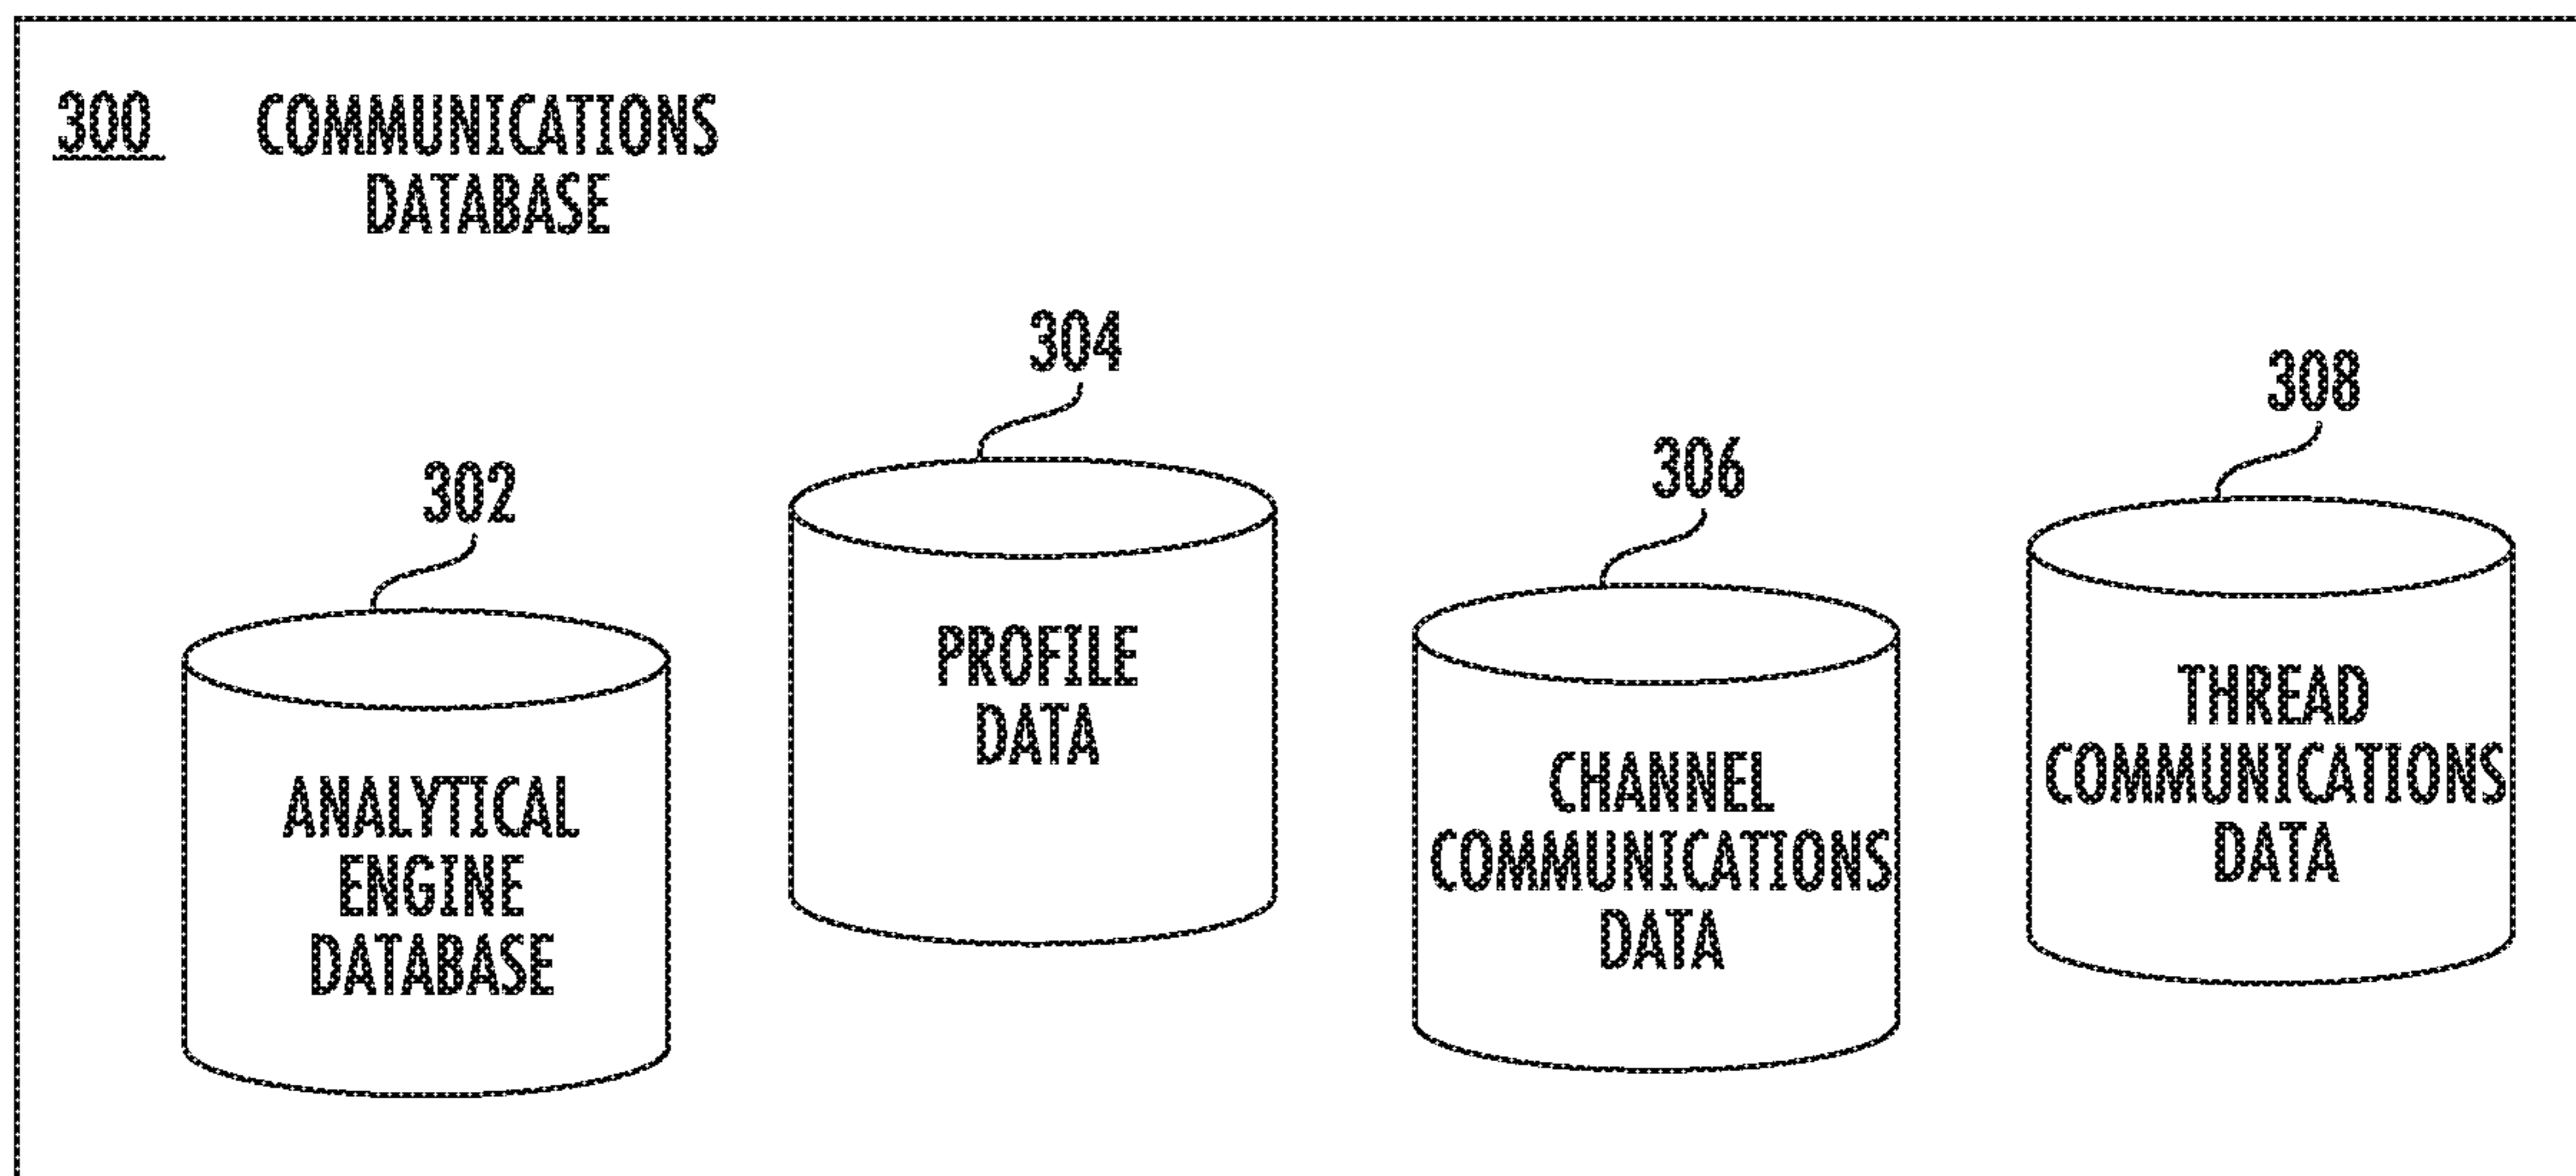 300 COMMUNICATIONS
DATABASE
304
308
306
302
PROFILE
DATA
THREAD
COMMUNICATIONS
DATA
CHANNEL
COMMUNICATIONS
DATA
ANALYTICAL
ENGINE
DATABASE